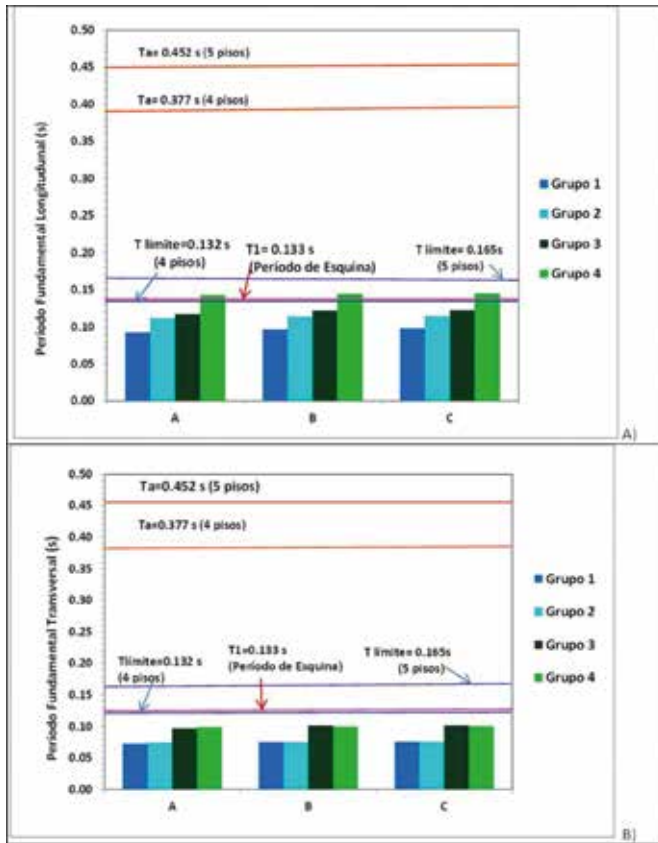 Período Fundamental Longitudunal (s)
0.50
0.45
0.40
0.35
0.30
0.25
0.20
0.15
0.10
0.05
0.00
Ta= 0.452 s (5 pisos)
Ta= 0.377 s (4 pisos)
T límite=0.132 s
(4 pisos)
T1= 0.133 s
(Período de Esquina)
T límite= 0.165s
(5 pisos)
A
B
C
Grupo 1
Grupo 2
Grupo 3
Grupo 4
A)
Período Fundamental Transversal (s)
0.50
0.45
0.40
0.35
0.30
0.25
0.20
0.15
0.10
0.05
0.00
Ta=0.452 s (5 pisos)
Ta=0.377 s (4 pisos)
Tlímite=0.132 s
(4 pisos)
T1=0.133 s
(Período de Esquina)
T límite=0.165s
(5 pisos)
A
B
C
Grupo 1
Grupo 2
Grupo 3
Grupo 4
B)